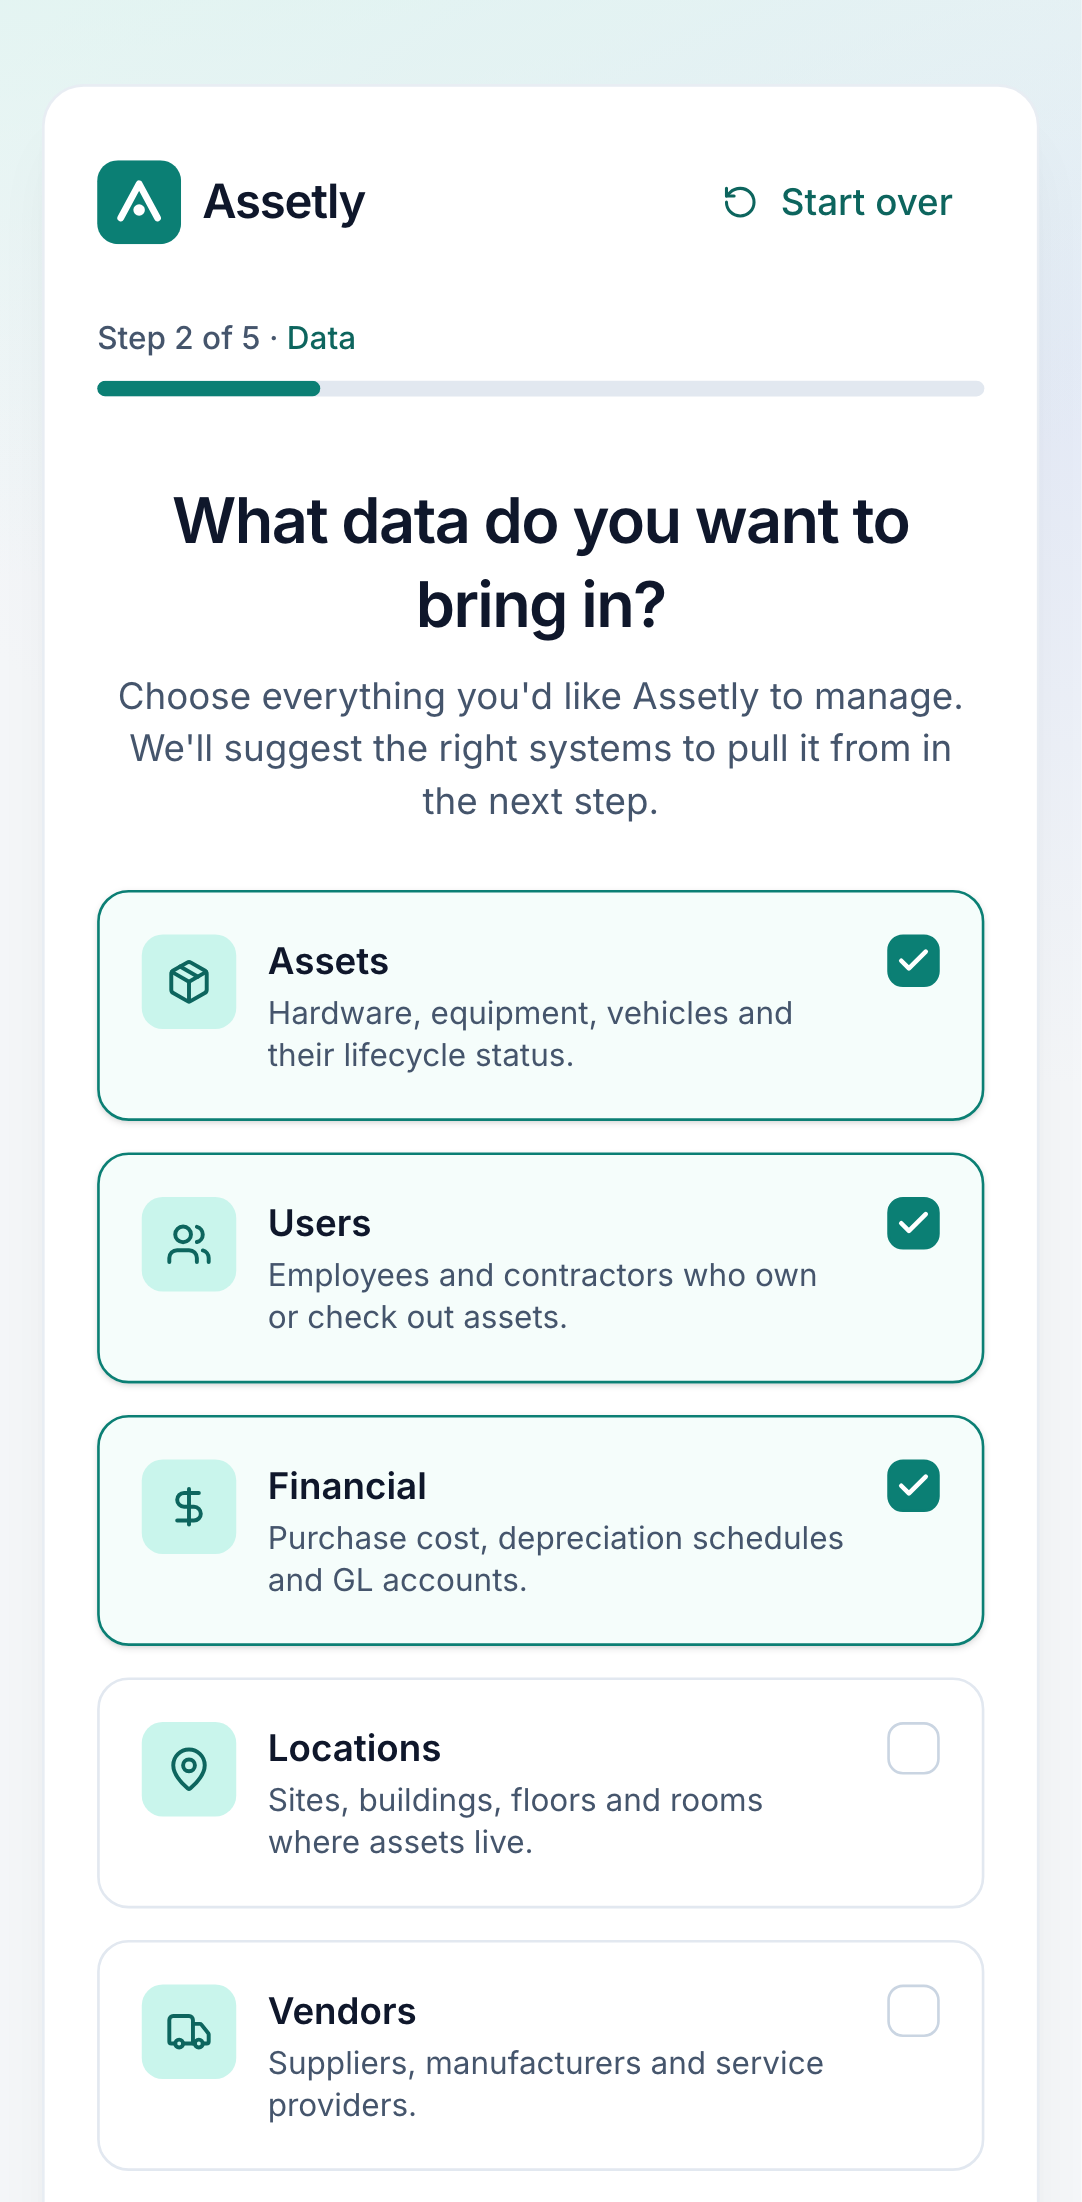 Assetly
Start over
Step 2 of 5 · Data
What data do you want to
bring in?
Choose everything you'd like Assetly to manage.
We'll suggest the right systems to pull it from in
the next step.
Assets
Hardware, equipment, vehicles and
their lifecycle status.
Users
Employees and contractors who own
or check out assets.
Financial
Purchase cost, depreciation schedules
and GL accounts.
Locations
Sites, buildings, floors and rooms
where assets live.
Vendors
Suppliers, manufacturers and service
providers.